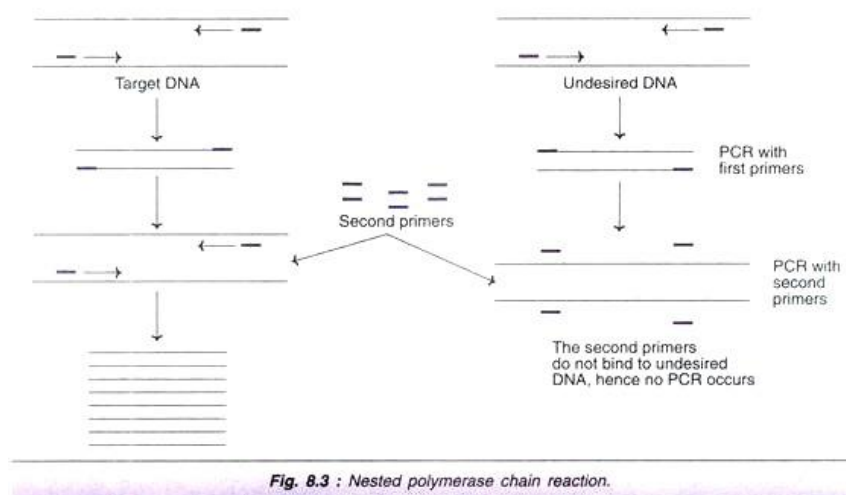 Target DNA
Undesired DNA
PCR with
first primers
Second primers
PCR with
second
primers
The second primers
do not bind to undesired
DNA, hence no PCR occurs
Fig. 8.3 : Nested polymerase chain reaction.